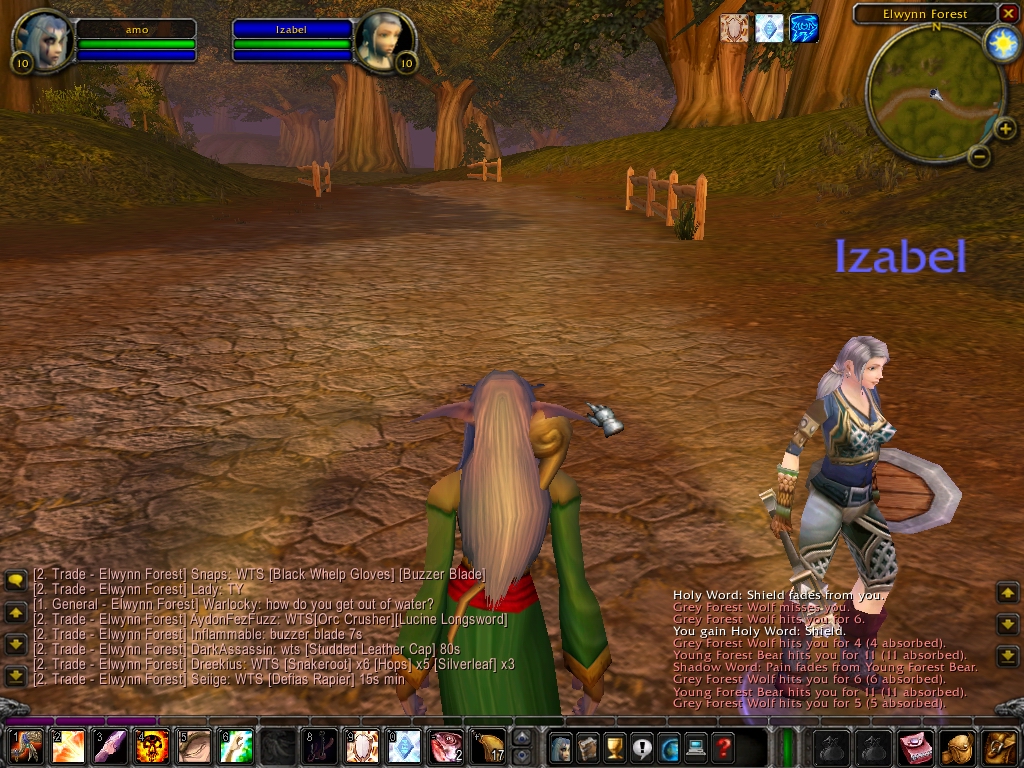 amo
Izabel
10
10
Elwynn Forest
N
Izabel
[2. Trade - Elwynn Forest] Snaps: WTS [Black Whelp Gloves] [Buzzer Blade]
[2. Trade - Elwynn Forest] Lady: TY
[1. General - Elwynn Forest] Warlocky: how do you get out of water?
[2. Trade - Elwynn Forest] AydonFezFuzz: WTS[Orc Crusher][Lucine Longsword]
[2. Trade - Elwynn Forest] Inflammable: buzzer blade 7s
[2. Trade - Elwynn Forest] DarkAssassin: wts [Studded Leather Cap] 80s
[2. Trade - Elwynn Forest] Dreekius: WTS [Snakeroot] x6 [Hops] x5 [Silverleaf] x3
[2. Trade - Elwynn Forest] Seiige: WTS [Defias Rapier] 15s min
Holy Word: Shield fades from you.
Grey Forest Wolf misses you.
Grey Forest Wolf hits you for 6.
You gain Holy Word: Shield.
Grey Forest Wolf hits you for 4 (4 absorbed).
Young Forest Bear hits you for 11 (11 absorbed).
Shadow Word: Pain fades from Young Forest Bear.
Grey Forest Wolf hits you for 6 (6 absorbed).
Young Forest Bear hits you for 11 (11 absorbed).
Grey Forest Wolf hits you for 5 (5 absorbed).
1 2 3 4 5 6 8 9 0 2 17